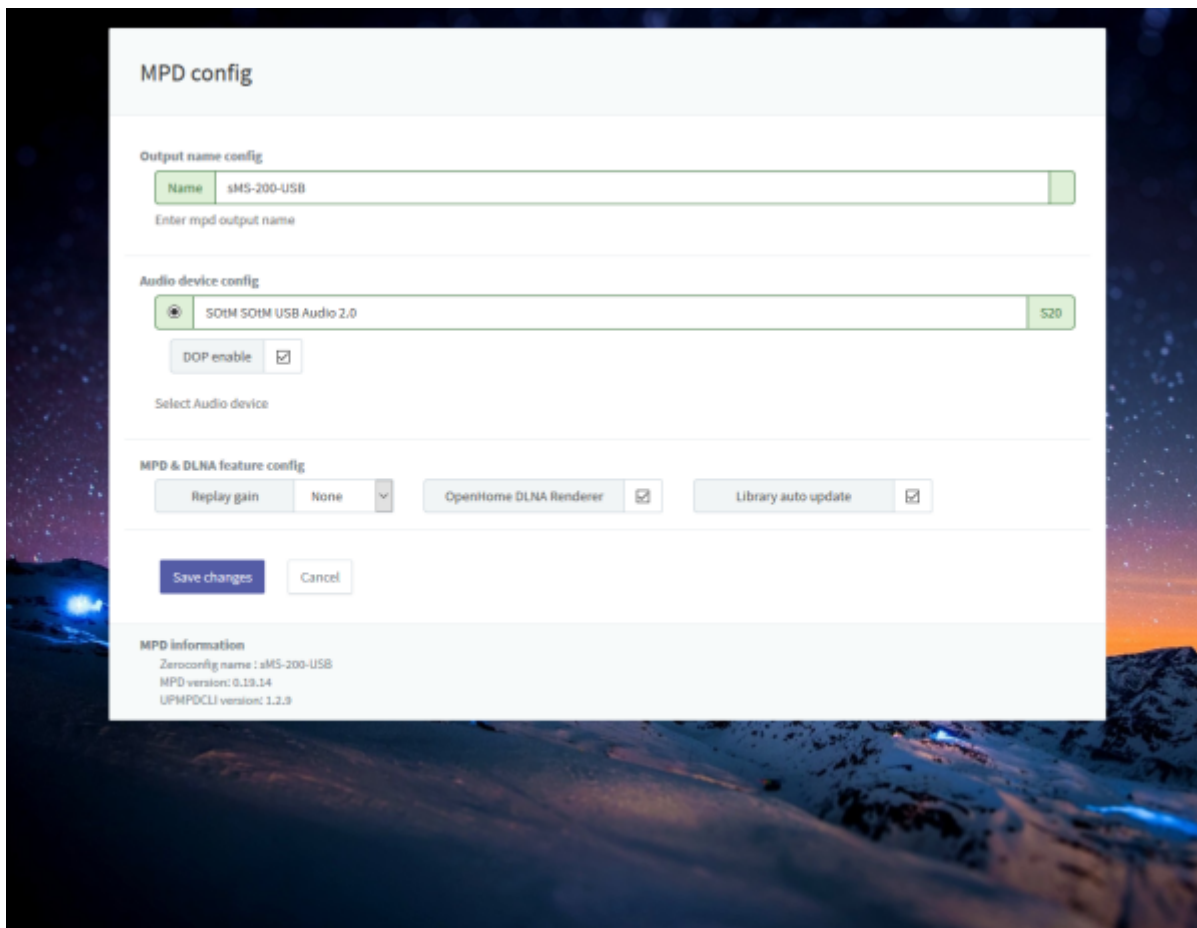 MPD config
Output name config
Name sMS-200-USB
Enter mpd output name
Audio device config
SOtM SOtM USB Audio 2.0 S20
DOP enable
Select Audio device
MPD & DLNA feature config
Replay gain None OpenHome DLNA Renderer Library auto update
Save changes Cancel
MPD information
Zeroconfig name : sMS-200-USB
MPD version: 0.19.14
UPMPDCLI version: 1.2.9